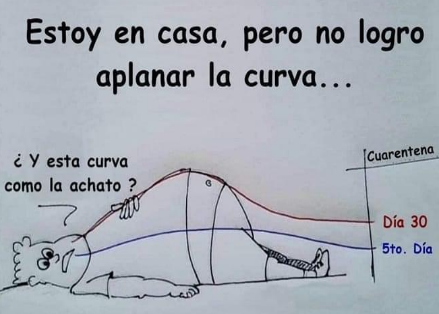 Estoy en casa, pero no logro
aplanar la curva...
¿ Y esta curva
como la achato ?
Cuarentena
Día 30
5to. Día